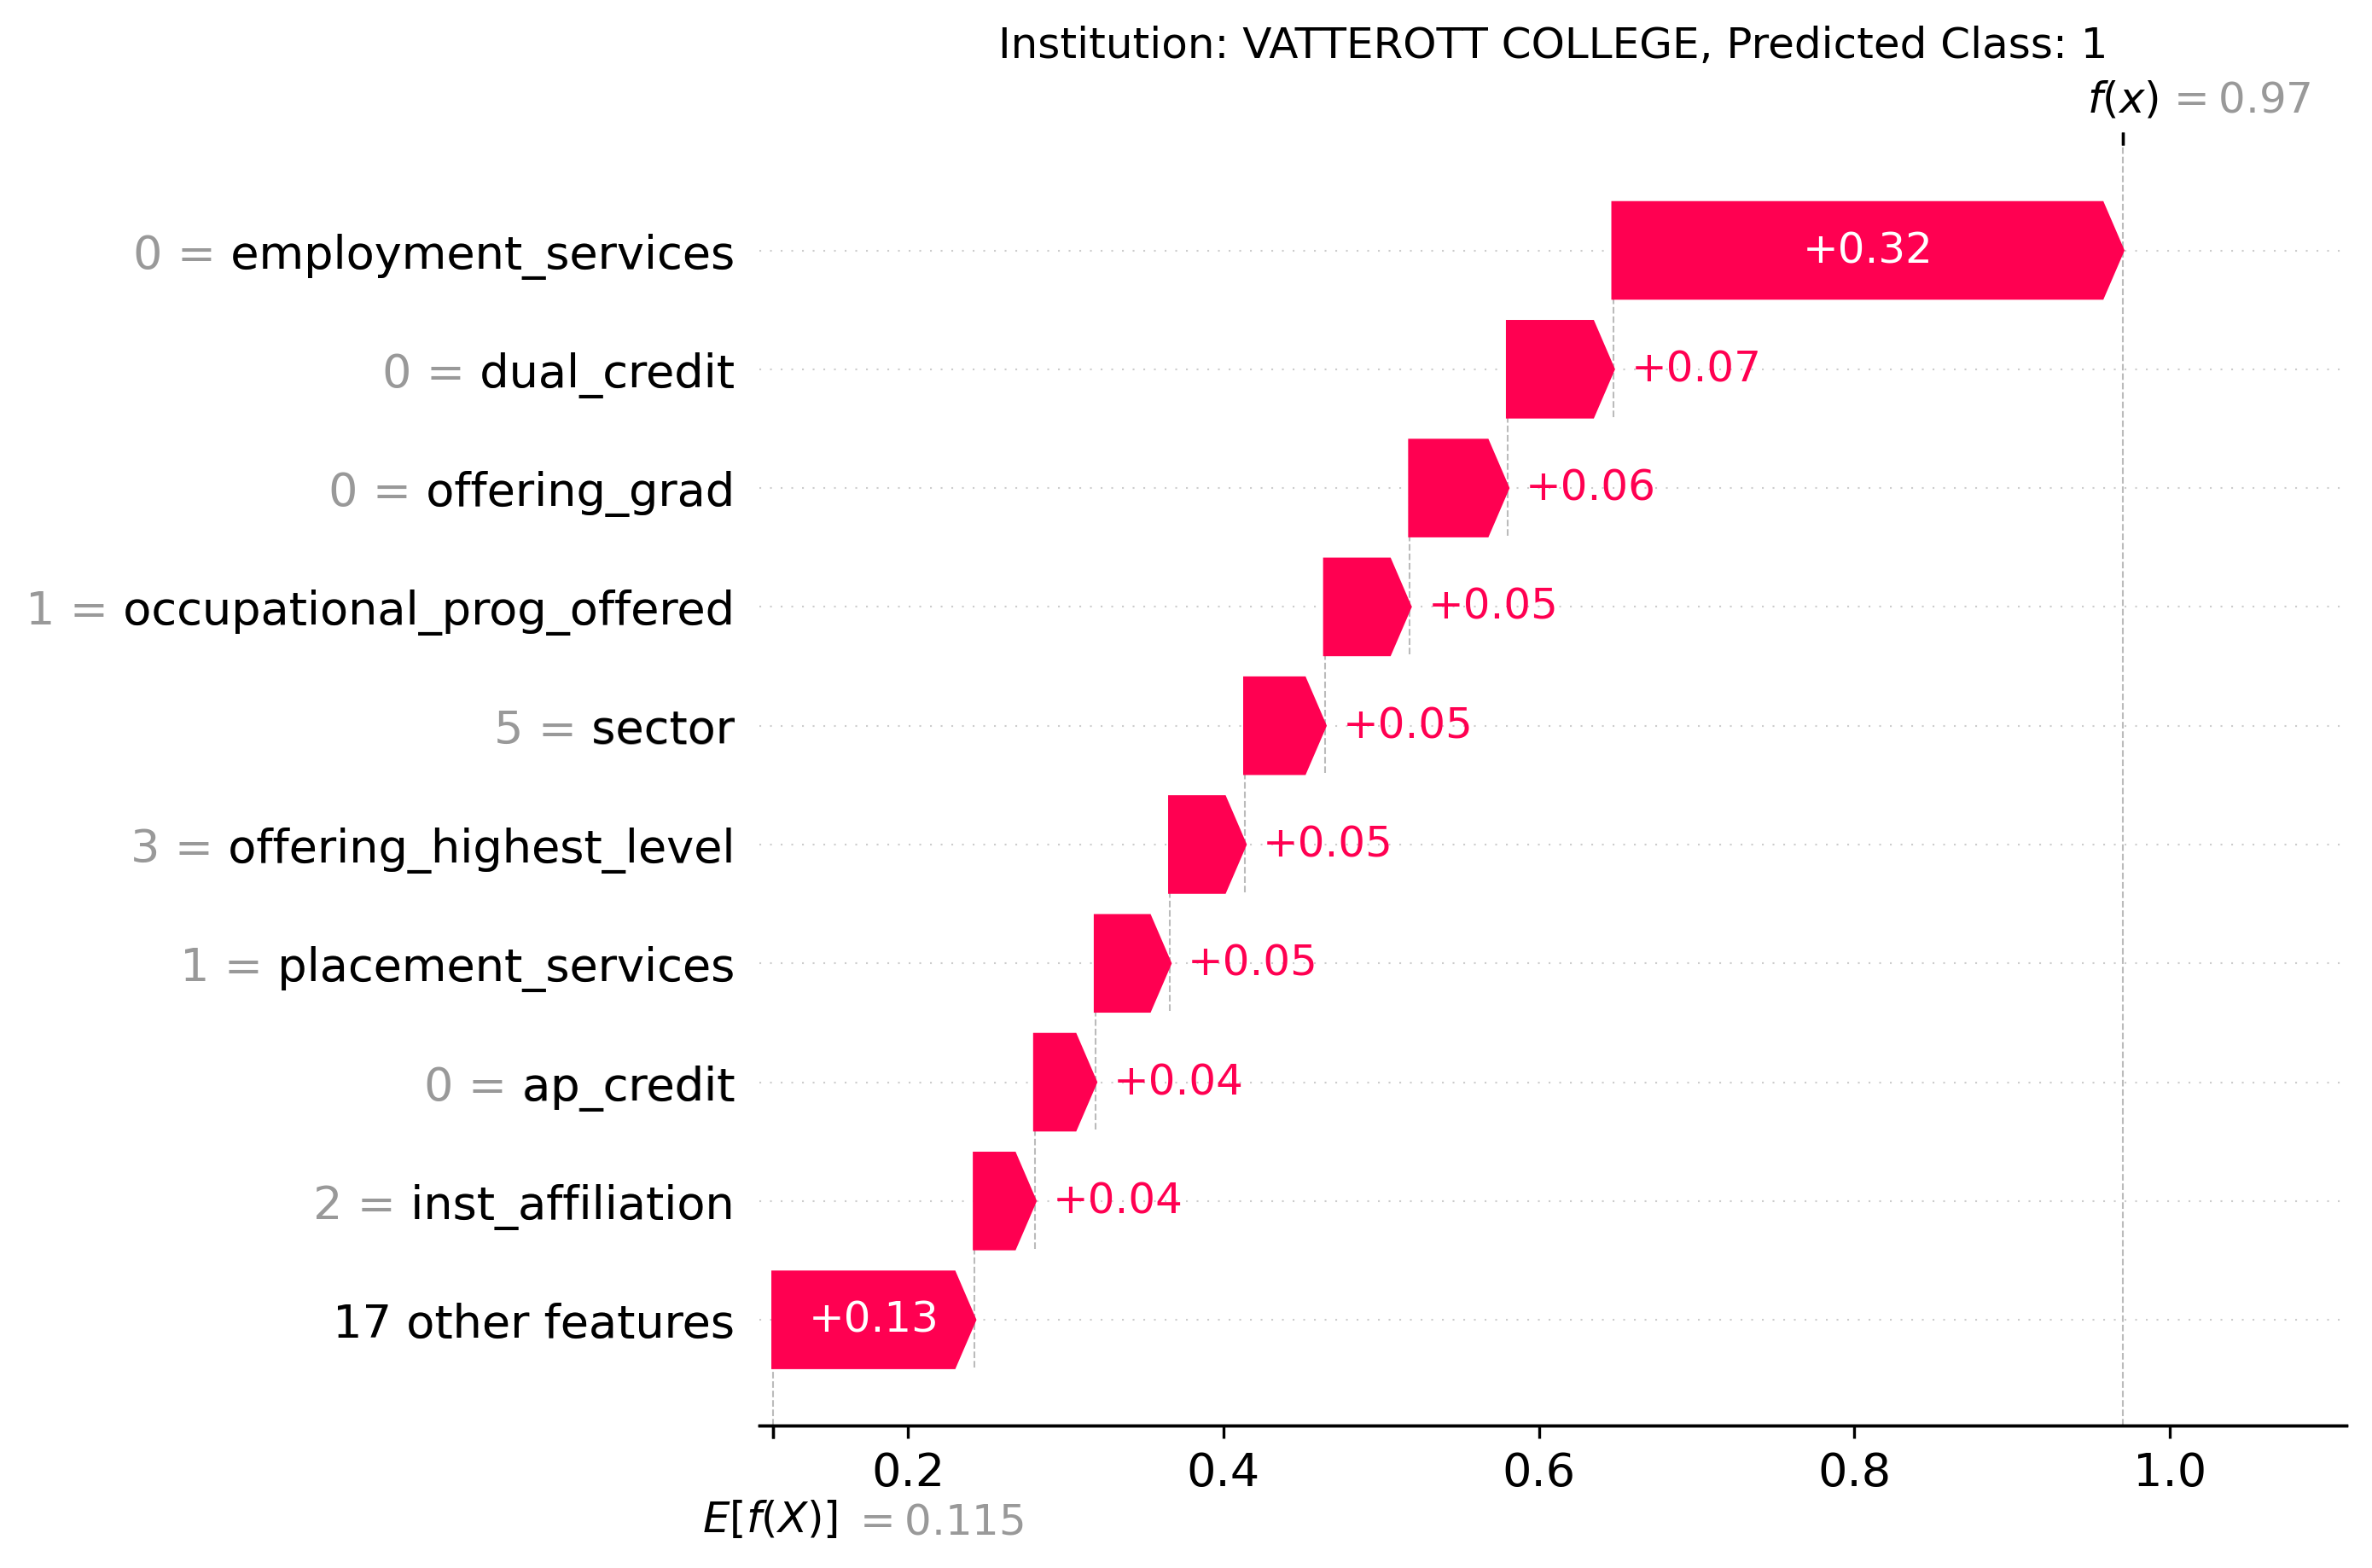 Institution: VATTEROTT COLLEGE, Predicted Class: 1
f(x) = 0.97
0 = employment_services +0.32
0 = dual_credit +0.07
0 = offering_grad +0.06
1 = occupational_prog_offered +0.05
5 = sector +0.05
3 = offering_highest_level +0.05
1 = placement_services +0.05
0 = ap_credit +0.04
2 = inst_affiliation +0.04
17 other features +0.13
0.2 0.4 0.6 0.8 1.0
E[f(X)] = 0.115